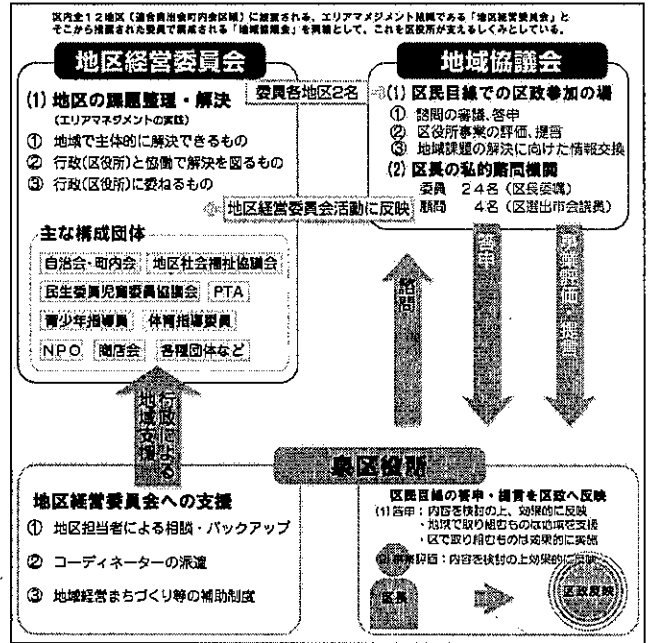 区内全12地区（連合自治会町内会区域）に設置される、エリアマネジメント組織である「地区経営委員会」と
そこから推薦された委員で構成される「地域協議会」を両輪として、これを区役所が支えるしくみとしている。
地区経営委員会
(1) 地区の課題整理・解決
(エリアマネジメントの実践)
① 地域で主体的に解決できるもの
② 行政(区役所)と協働で解決を図るもの
③ 行政(区役所)に委ねるもの
委員各地区2名
地域協議会
(1) 区民目線での区政参加の場
① 諮問の審議、答申
② 区役所事業の評価、提言
③ 地域課題の解決に向けた情報交換
(2) 区長の私的諮問機関
委員 24名（区長委嘱）
顧問 4名（区選出市会議員）
地区経営委員会活動に反映
主な構成団体
自治会・町内会 地区社会福祉協議会
民生委員児童委員協議会 PTA
青少年指導員 体育指導委員
NPO 商店会 各種団体など
行政による
地域支援
諮問
答申
事業評価・提言
泉区役所
地区経営委員会への支援
① 地区担当者による相談・バックアップ
② コーディネーターの派遣
③ 地域経営まちづくり等の補助制度
区民目線の答申・提言を区政へ反映
(1) 答申：内容を検討の上、効果的に反映
・地域で取り組むものは地域を支援
・区で取り組むものは効果的に実施
(2) 事業評価：内容を検討の上効果的に反映
区長
区政反映